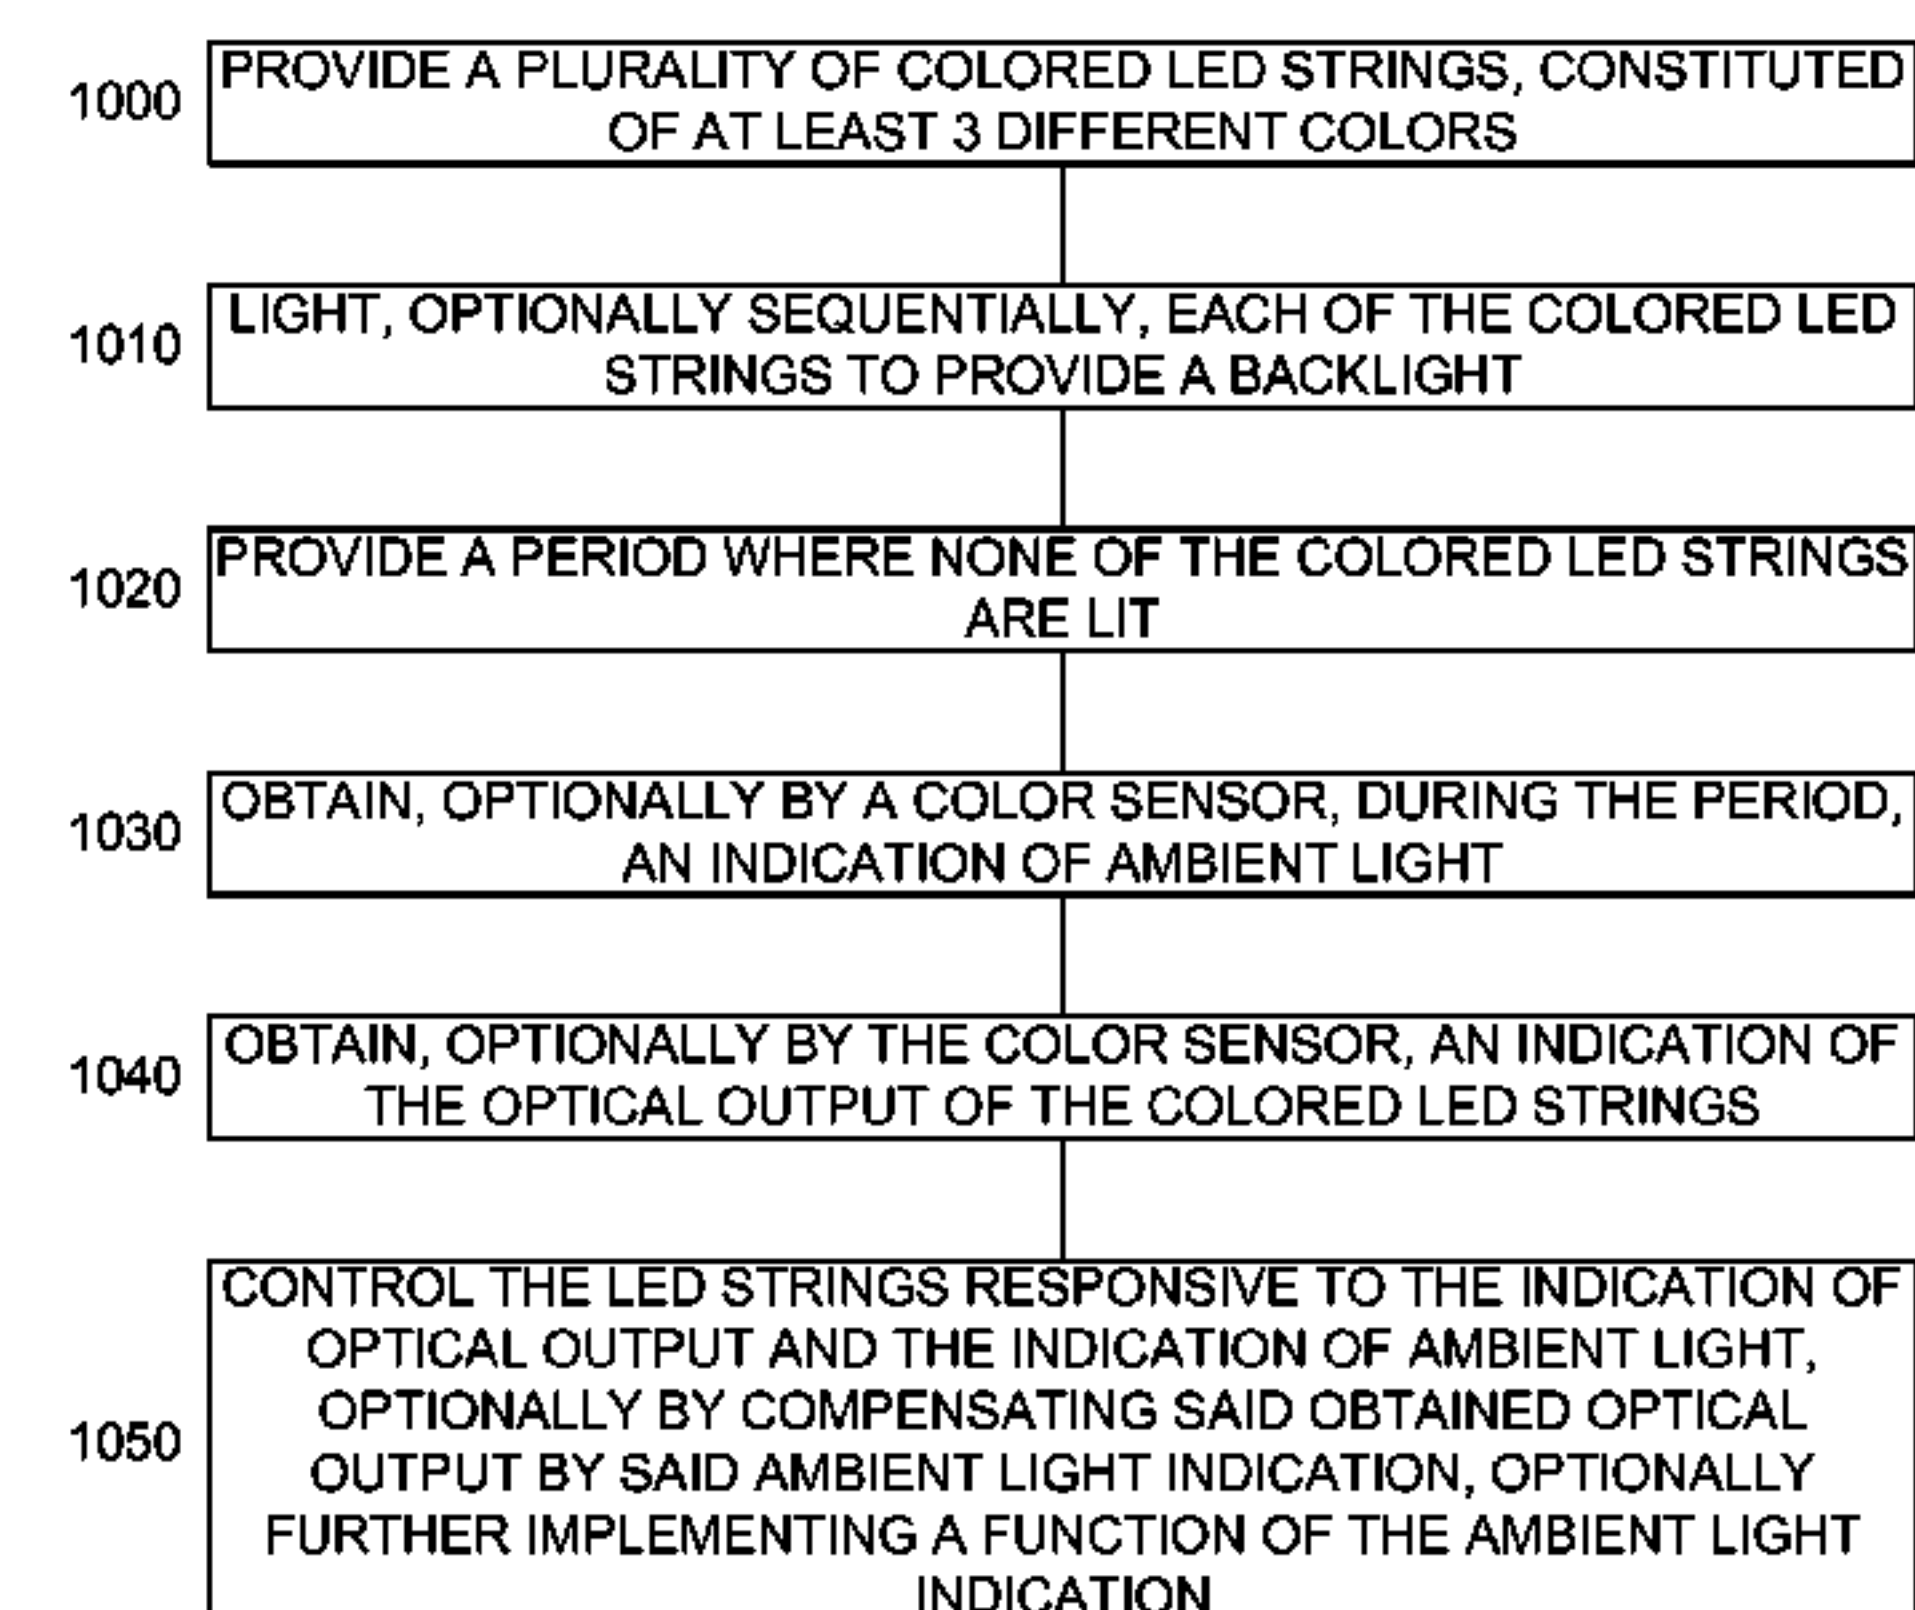 1000
PROVIDE A PLURALITY OF COLORED LED STRINGS, CONSTITUTED
OF AT LEAST 3 DIFFERENT COLORS
1010
LIGHT, OPTIONALLY SEQUENTIALLY, EACH OF THE COLORED LED
STRINGS TO PROVIDE A BACKLIGHT
1020
PROVIDE A PERIOD WHERE NONE OF THE COLORED LED STRINGS
ARE LIT
1030
OBTAIN, OPTIONALLY BY A COLOR SENSOR, DURING THE PERIOD,
AN INDICATION OF AMBIENT LIGHT
1040
OBTAIN, OPTIONALLY BY THE COLOR SENSOR, AN INDICATION OF
THE OPTICAL OUTPUT OF THE COLORED LED STRINGS
1050
CONTROL THE LED STRINGS RESPONSIVE TO THE INDICATION OF
OPTICAL OUTPUT AND THE INDICATION OF AMBIENT LIGHT,
OPTIONALLY BY COMPENSATING SAID OBTAINED OPTICAL
OUTPUT BY SAID AMBIENT LIGHT INDICATION, OPTIONALLY
FURTHER IMPLEMENTING A FUNCTION OF THE AMBIENT LIGHT
INDICATION